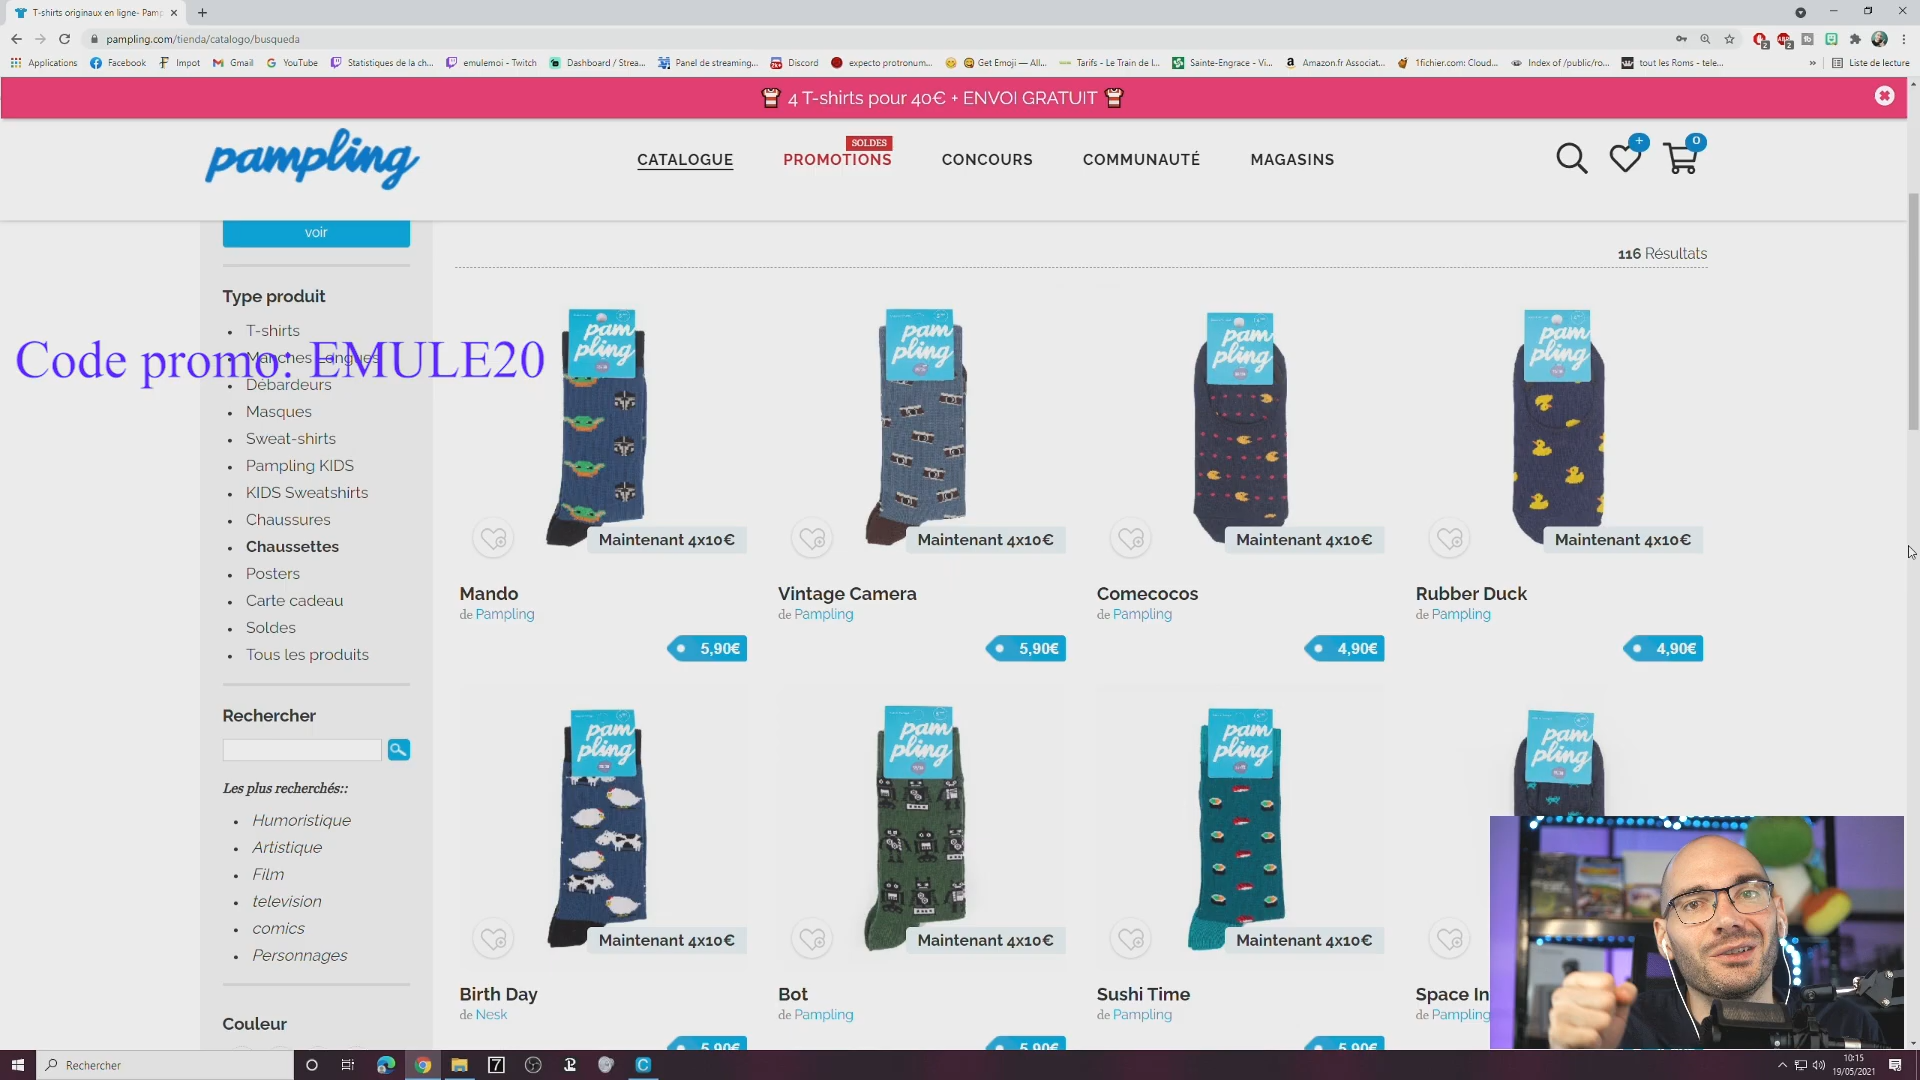 T-shirts originaux en ligne- Pamp
pampling.com/tienda/catalogo/busqueda
Applications
Facebook
Impot
Gmail
YouTube
Statistiques de la ch...
emulemoi - Twitch
Dashboard / Strea...
Panel de streaming...
Discord
expecto protronum...
Get Emoji — All...
Tarifs - Le Train de l...
Sainte-Engrace - Vi...
Amazon.fr Associat...
1fichier.com: Cloud...
Index of /public/ro...
tout les Roms - tele...
»
Liste de lecture
4 T-shirts pour 40€ + ENVOI GRATUIT
pampling
CATALOGUE
SOLDES
PROMOTIONS
CONCOURS
COMMUNAUTÉ
MAGASINS
+
0
voir
116 Résultats
Type produit
T-shirts
Manches Longues
Code promo: EMULE20
Débardeurs
Masques
Sweat-shirts
Pampling KIDS
KIDS Sweatshirts
Chaussures
Chaussettes
Posters
Carte cadeau
Soldes
Tous les produits
Rechercher
Les plus recherchés::
Humoristique
Artistique
Film
television
comics
Personnages
Couleur
pam pling
pam pling
pam pling
pam pling
Maintenant 4x10€
Maintenant 4x10€
Maintenant 4x10€
Maintenant 4x10€
Mando
de Pampling
5,90€
Vintage Camera
de Pampling
5,90€
Comecocos
de Pampling
4,90€
Rubber Duck
de Pampling
4,90€
pam pling
pam pling
pam pling
pam pling
Maintenant 4x10€
Maintenant 4x10€
Maintenant 4x10€
Birth Day
de Nesk
5,90€
Bot
de Pampling
5,90€
Sushi Time
de Pampling
5,90€
Space In
de Pampling
Rechercher
10:15
19/05/2021